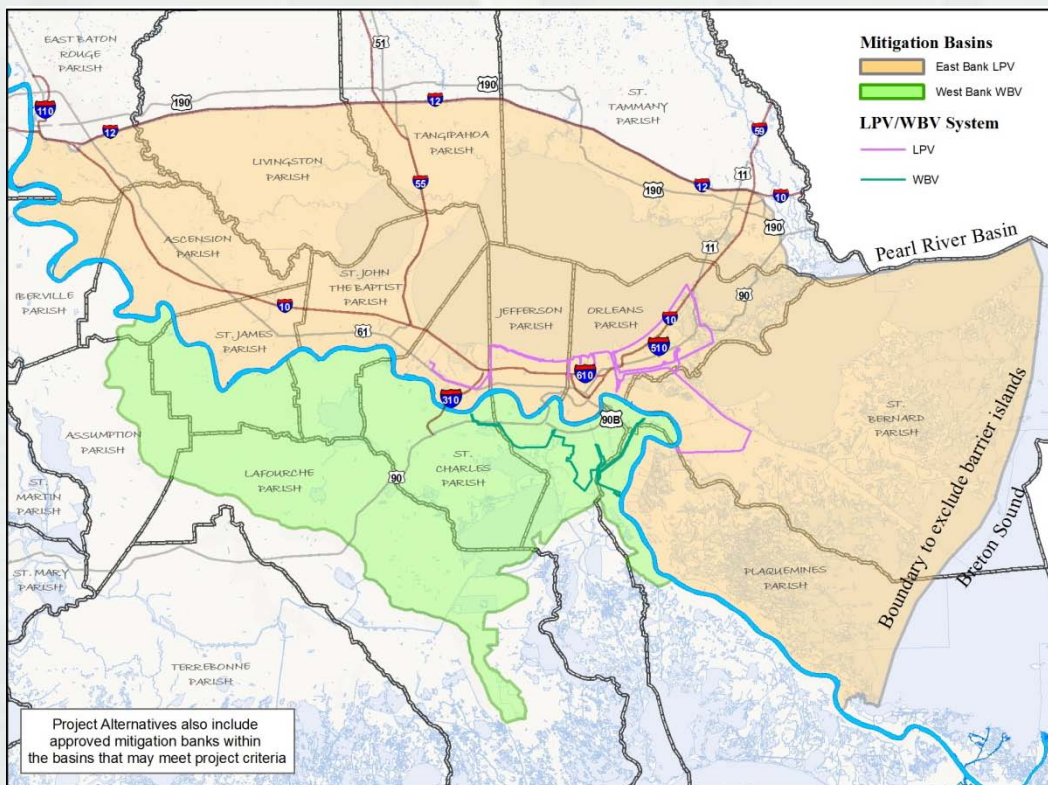 EAST BATON
ROUGE
PARISH
51
190
190
110
12
12
ST.
TAMMANY
PARISH
59
TANGIPAHOA
PARISH
LIVINGSTON
PARISH
55
11
190
12
10
190
11
Mitigation Basins
East Bank LPV
West Bank WBV
LPV/WBV System
LPV
WBV
Pearl River Basin
ASCENSION
PARISH
ST. JOHN
THE BAPTIST
PARISH
IBERVILLE
PARISH
10
61
ST. JAMES
PARISH
JEFFERSON
PARISH
ORLEANS
PARISH
90
10
510
610
310
90B
ST.
BERNARD
PARISH
ASSUMPTION
PARISH
ST.
MARTIN
PARISH
LAFOURCHE
PARISH
90
ST.
CHARLES
PARISH
PLAQUEMINES
PARISH
Boundary to exclude barrier islands
Breton Sound
ST. MARY
PARISH
TERREBONNE
PARISH
Project Alternatives also include
approved mitigation banks within
the basins that may meet project criteria